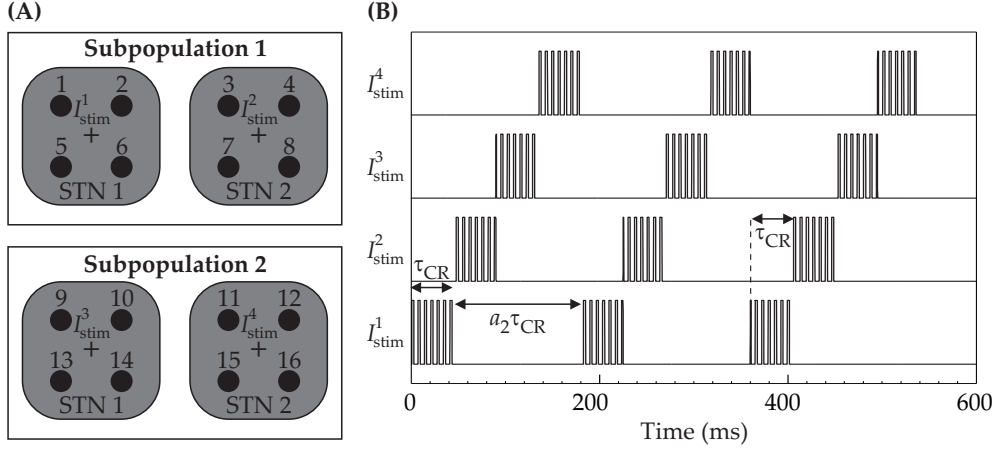 (A)
Subpopulation 1
1 2 3 4
I¹stim I²stim
+ +
5 6 7 8
STN 1 STN 2
Subpopulation 2
9 10 11 12
I³stim I⁴stim
+ +
13 14 15 16
STN 1 STN 2
(B)
I⁴stim
I³stim
I²stim
I¹stim
τCR
a₂τCR
τCR
0 200 400 600
Time (ms)